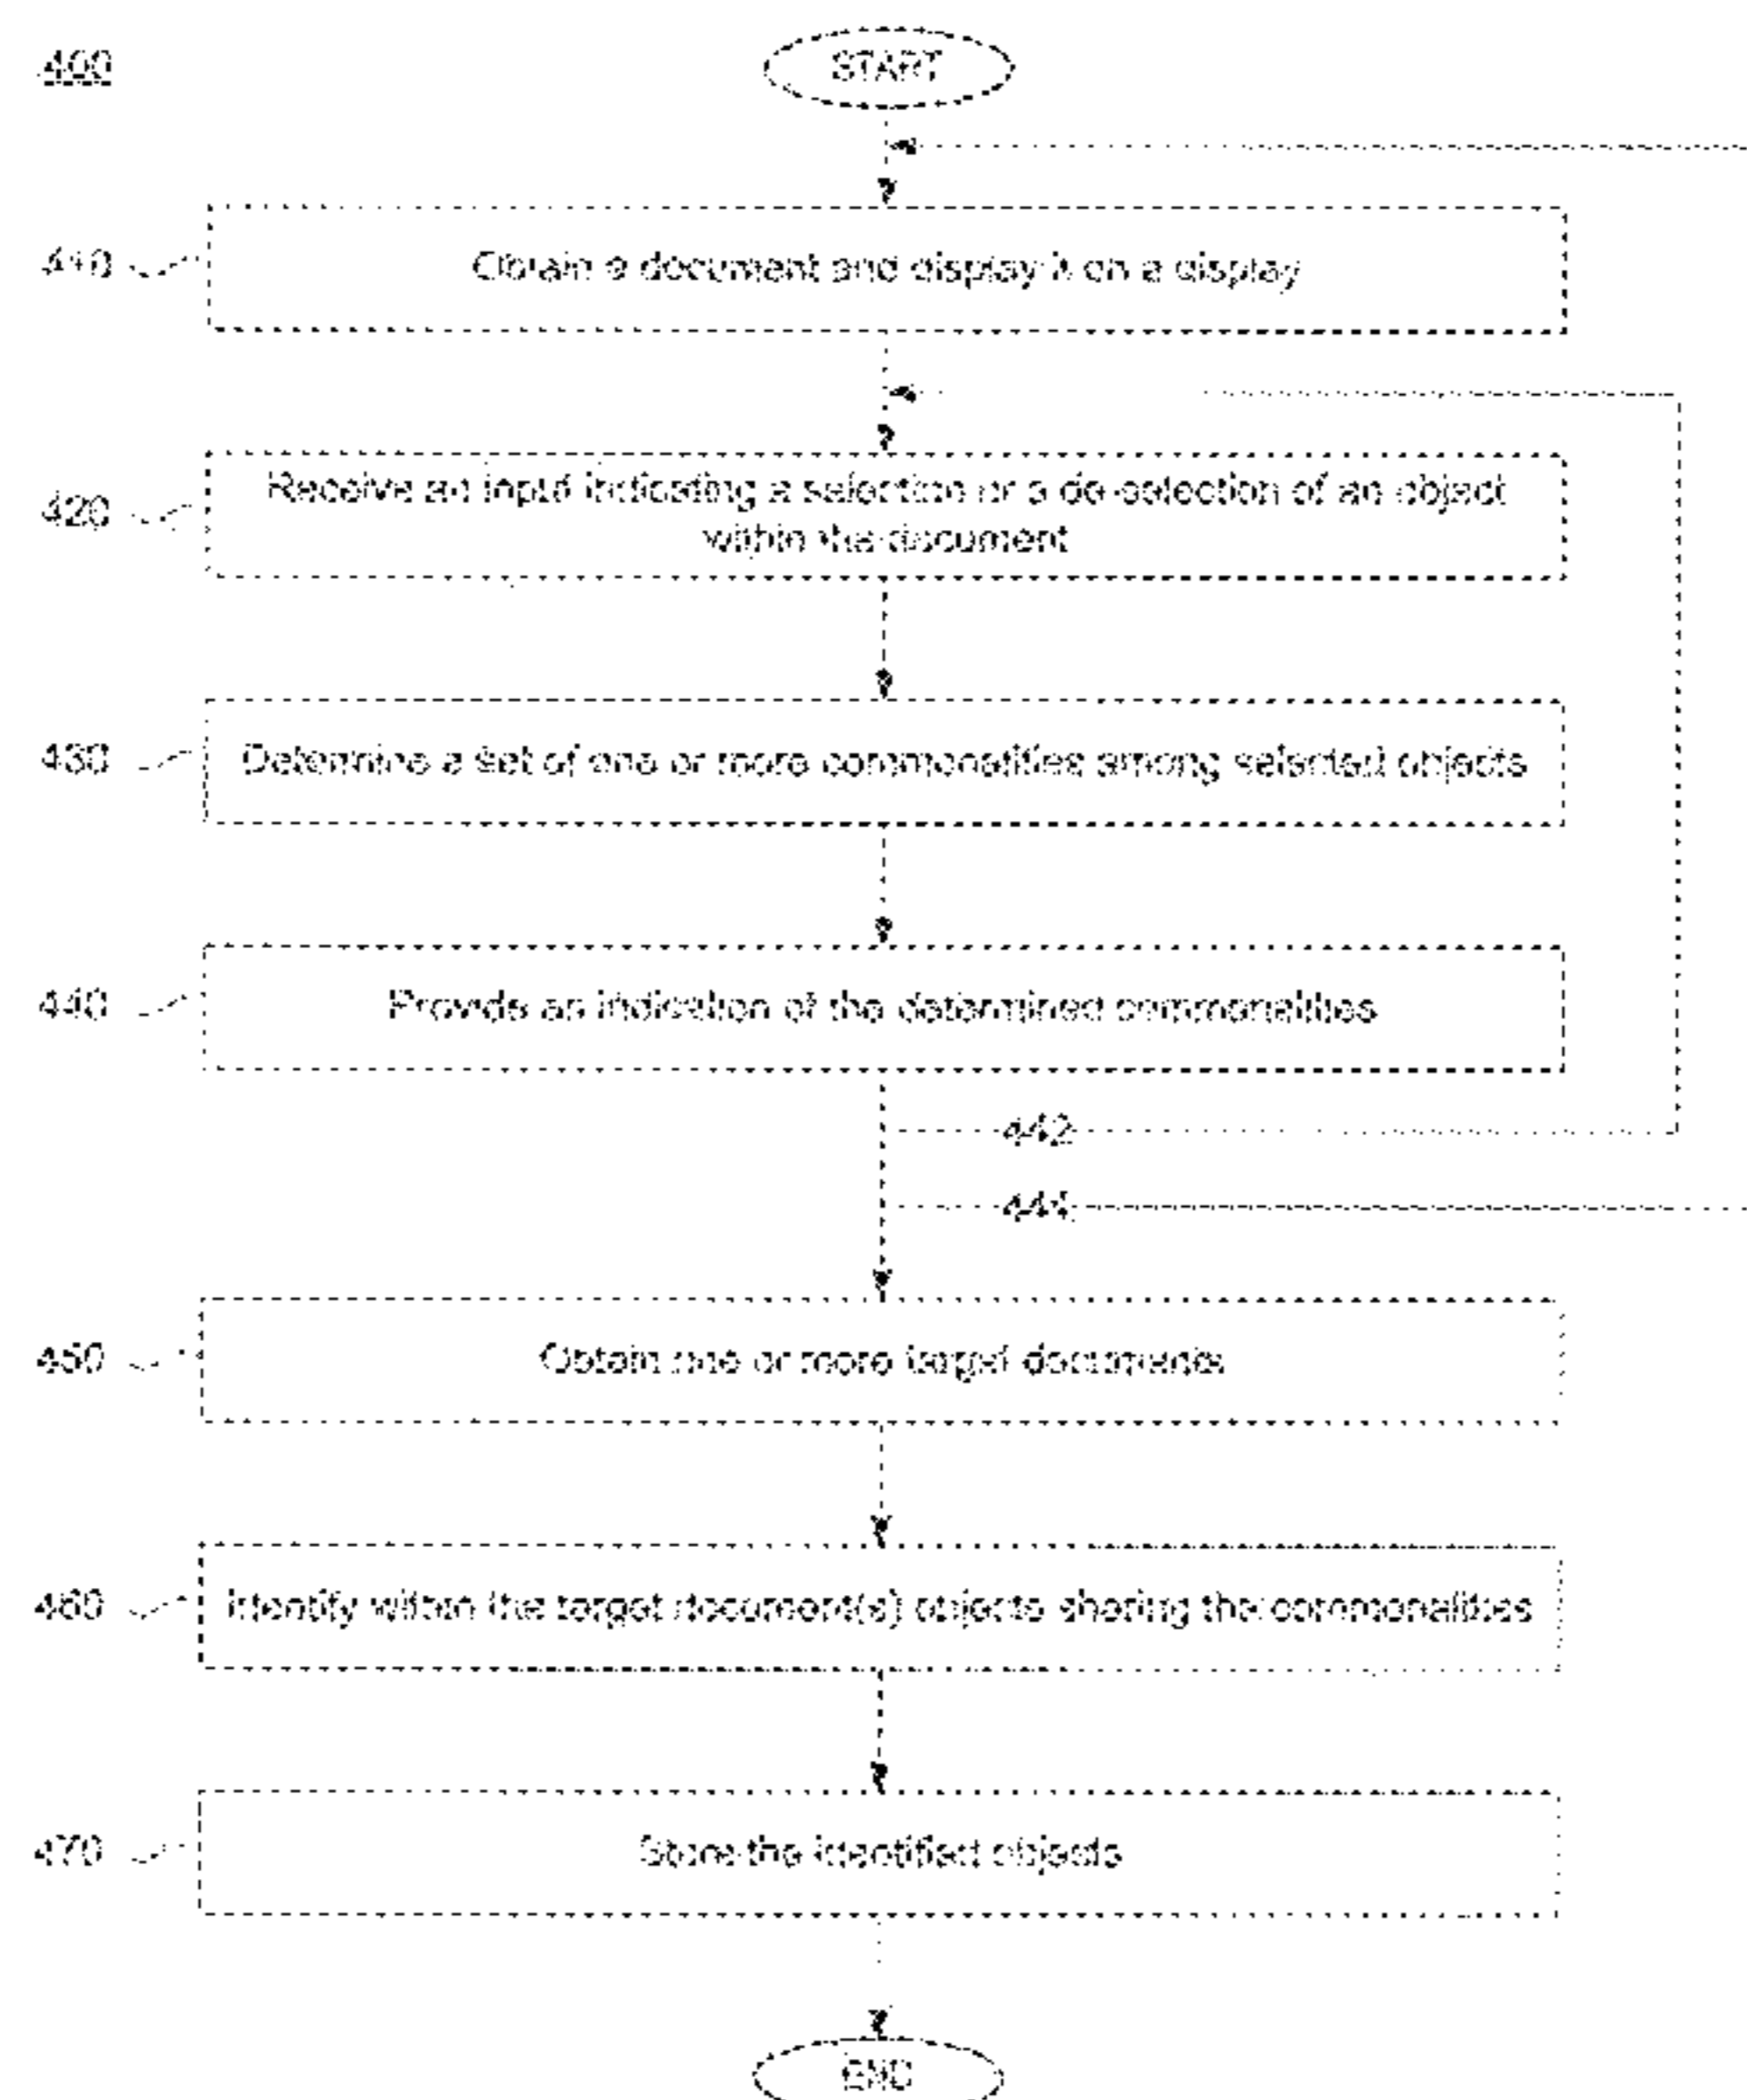 400
START
410
Obtain a document and display it on a display
420
Receive an input indicating a selection or a de-selection of an object
within the document
430
Determine a set of one or more commonalities among selected objects
440
Provide an indication of the determined commonalities
442
444
450
Obtain one or more target documents
460
Identify within the target document(s) objects sharing the commonalities
470
Store the identified objects
END